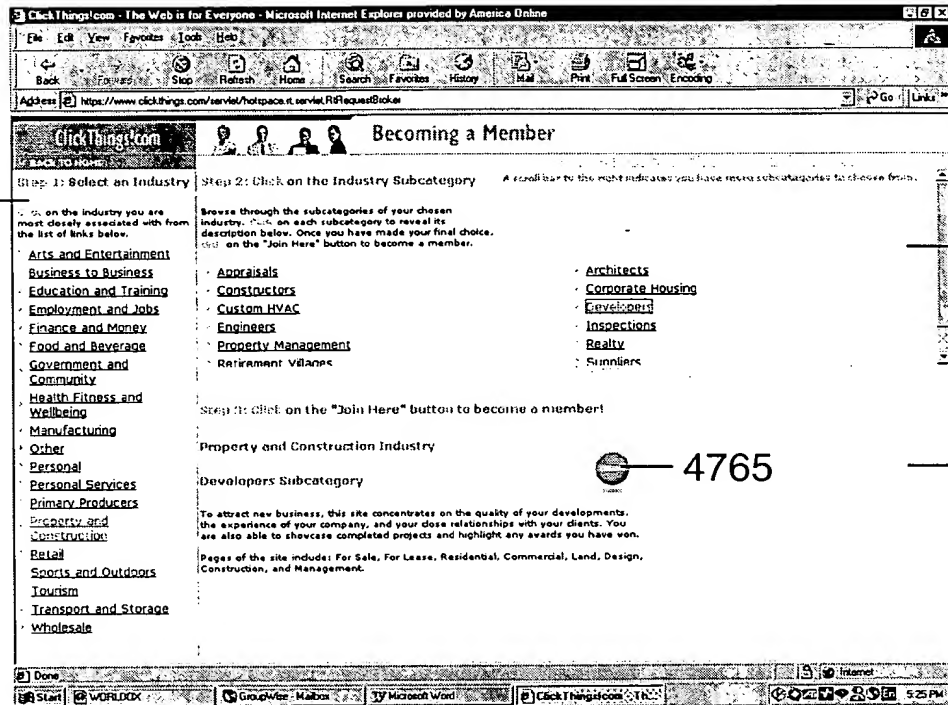 ClickThings!com - The Web is for Everyone - Microsoft Internet Explorer provided by America Online
File Edit View Favorites Tools Help
Back Forward Stop Refresh Home Search Favorites History Mail Print Full Screen Encoding
Address https://www.clickthings.com/servlet/hotspace.rt.servlet.RtRequestBroker Go Links »
ClickThings!com
BACK TO HOME
Becoming a Member
Step 1: Select an Industry
Click on the industry you are
most closely associated with from
the list of links below.
Arts and Entertainment
Business to Business
Education and Training
Employment and Jobs
Finance and Money
Food and Beverage
Government and
Community
Health Fitness and
Wellbeing
Manufacturing
Other
Personal
Personal Services
Primary Producers
Property and
Construction
Retail
Sports and Outdoors
Tourism
Transport and Storage
Wholesale
Step 2: Click on the Industry Subcategory
A scroll bar to the right indicates you have more subcategories to choose from.
Browse through the subcategories of your chosen
industry. Click on each subcategory to reveal its
description below. Once you have made your final choice,
click on the "Join Here" button to become a member.
Appraisals
Constructors
Custom HVAC
Engineers
Property Management
Retirement Villages
Architects
Corporate Housing
Developers
Inspections
Realty
Suppliers
Step 3: Click on the "Join Here" button to become a member!
Property and Construction Industry
4765
Developers Subcategory
To attract new business, this site concentrates on the quality of your developments,
the experience of your company, and your close relationships with your clients. You
are also able to showcase completed projects and highlight any awards you have won.
Pages of the site include: For Sale, For Lease, Residential, Commercial, Land, Design,
Construction, and Management.
Done Internet
Start WORLDOX GroupWise - Mailbox Microsoft Word ClickThings!com - Th... 5:25 PM